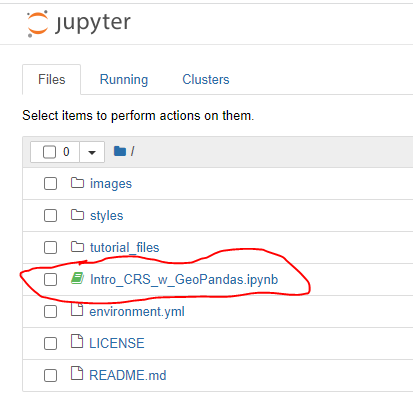 jupyter
Files Running Clusters
Select items to perform actions on them.
0 /
images
styles
tutorial_files
Intro_CRS_w_GeoPandas.ipynb
environment.yml
LICENSE
README.md